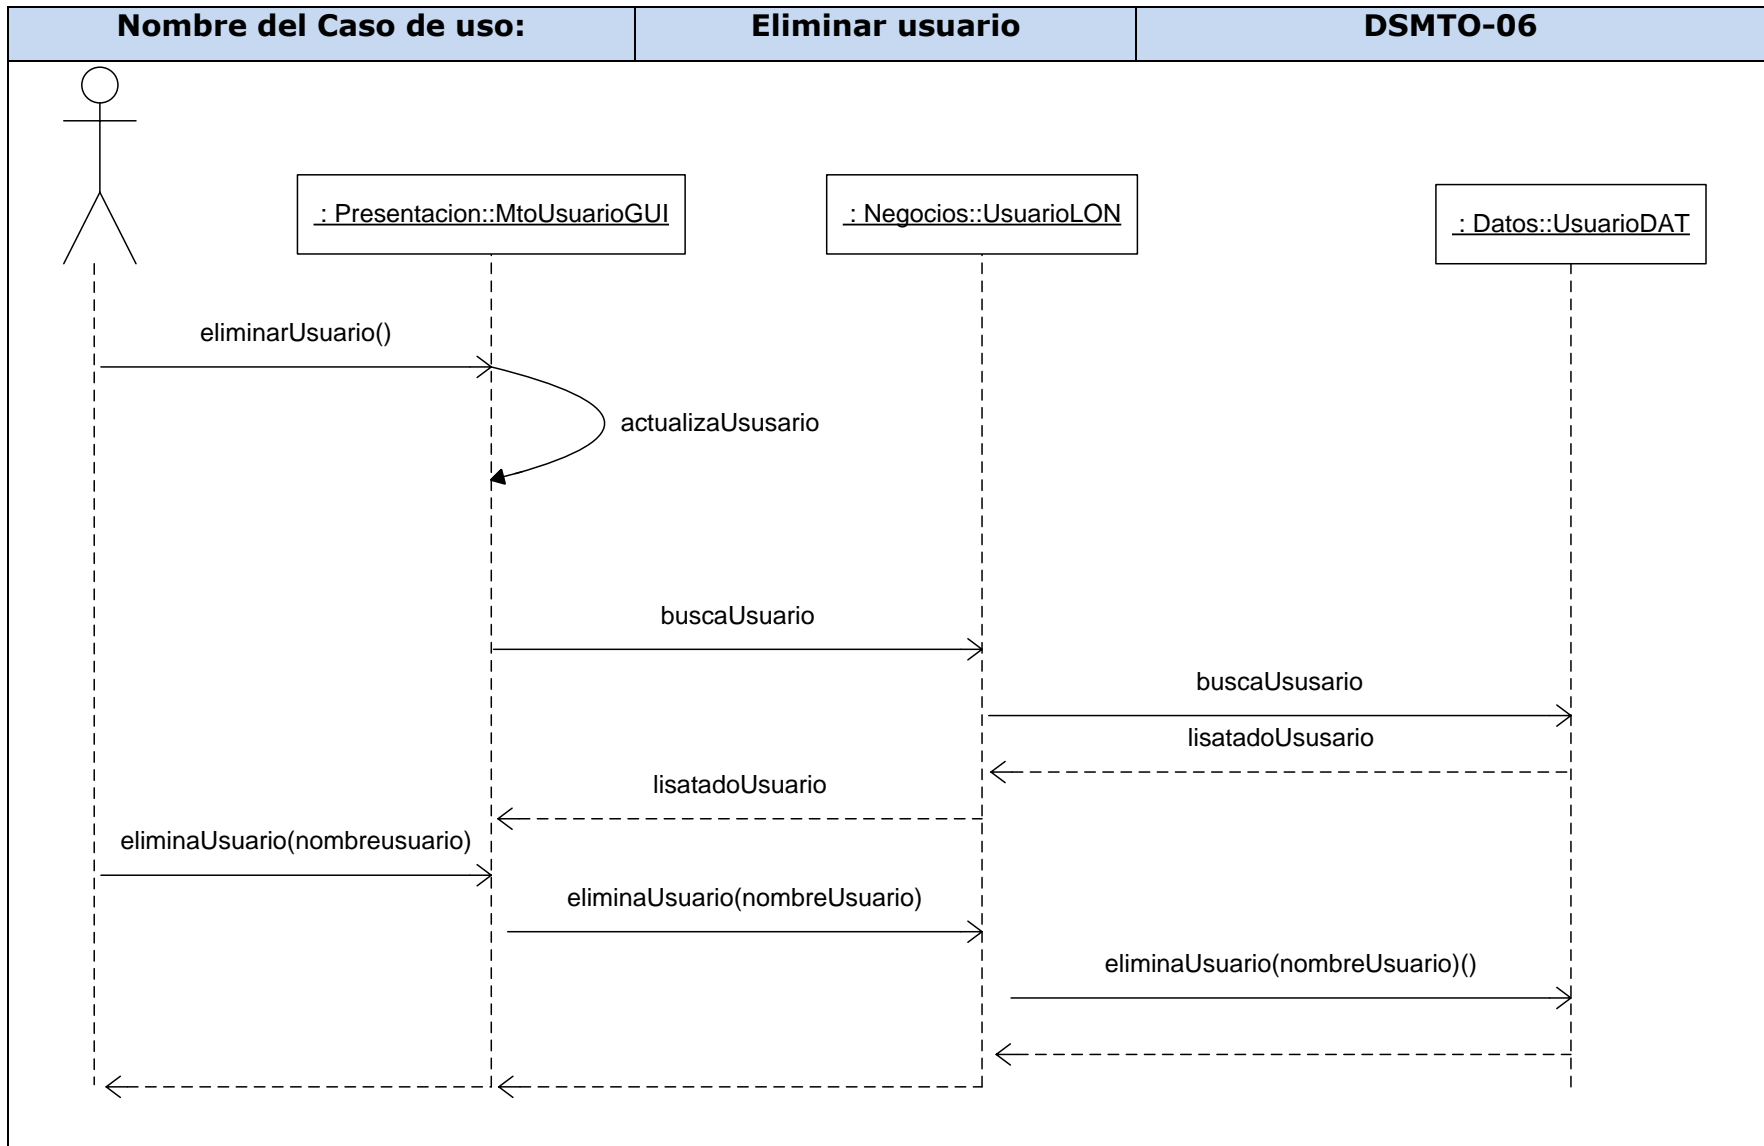 Nombre del Caso de uso:
Eliminar usuario
DSMTO-06
: Presentacion::MtoUsuarioGUI
: Negocios::UsuarioLON
: Datos::UsuarioDAT
eliminarUsuario()
actualizaUsusario
buscaUsuario
buscaUsusario
lisatadoUsusario
lisatadoUsuario
eliminaUsuario(nombreusuario)
eliminaUsuario(nombreUsuario)
eliminaUsuario(nombreUsuario)()